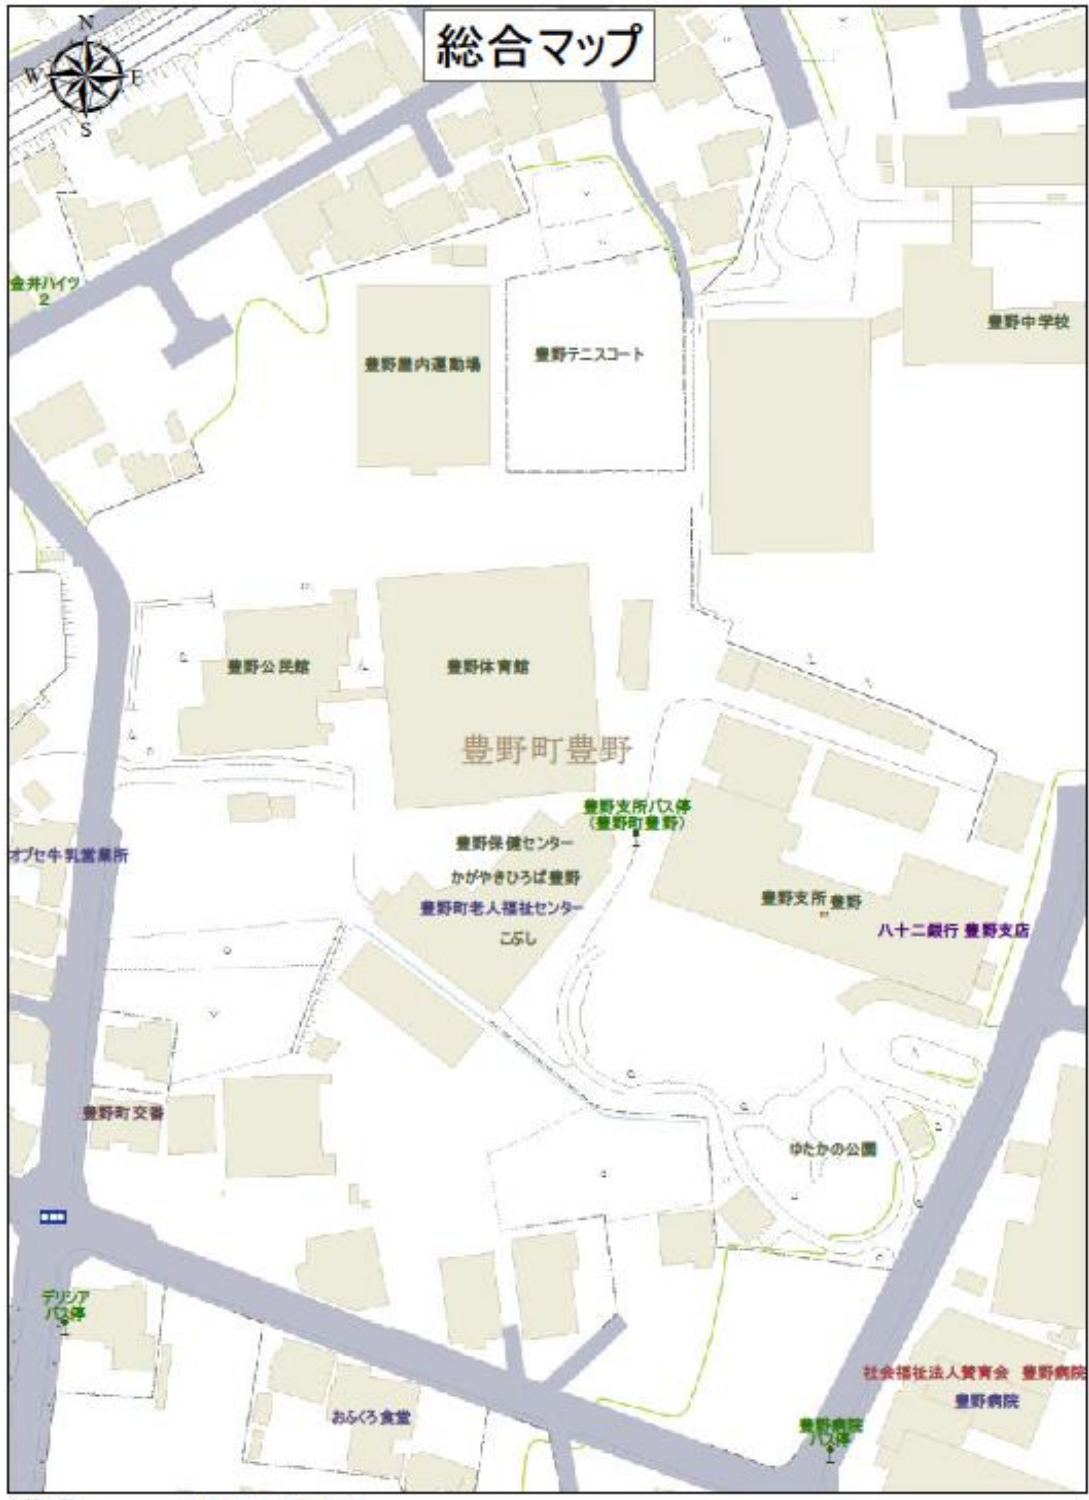 総合マップ
N
W
E
S
金井ハイツ
2
豊野中学校
豊野屋内運動場
豊野テニスコート
豊野公民館
豊野体育館
豊野町豊野
豊野支所バス停
(豊野町豊野)
豊野保健センター
オブセ牛乳営業所
かがやきひろば豊野
豊野町老人福祉センター
こぶし
豊野支所
豊野
八十二銀行 豊野支店
豊野町交番
ゆたかの公園
デリシア
バス停
社会福祉法人賛育会 豊野病院
豊野病院
おふくろ食堂
豊野病院
バス停